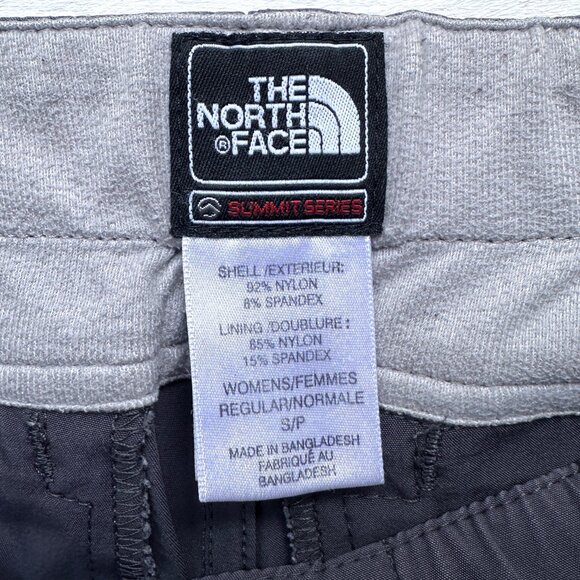 THE
NORTH
®FACE
SUMMIT SERIES
SHELL /EXTERIEUR:
92% NYLON
8% SPANDEX
LINING /DOUBLURE :
85% NYLON
15% SPANDEX
WOMENS/FEMMES
REGULAR/NORMALE
S/P
MADE IN BANGLADESH
FABRIQUÉ AU
BANGLADESH